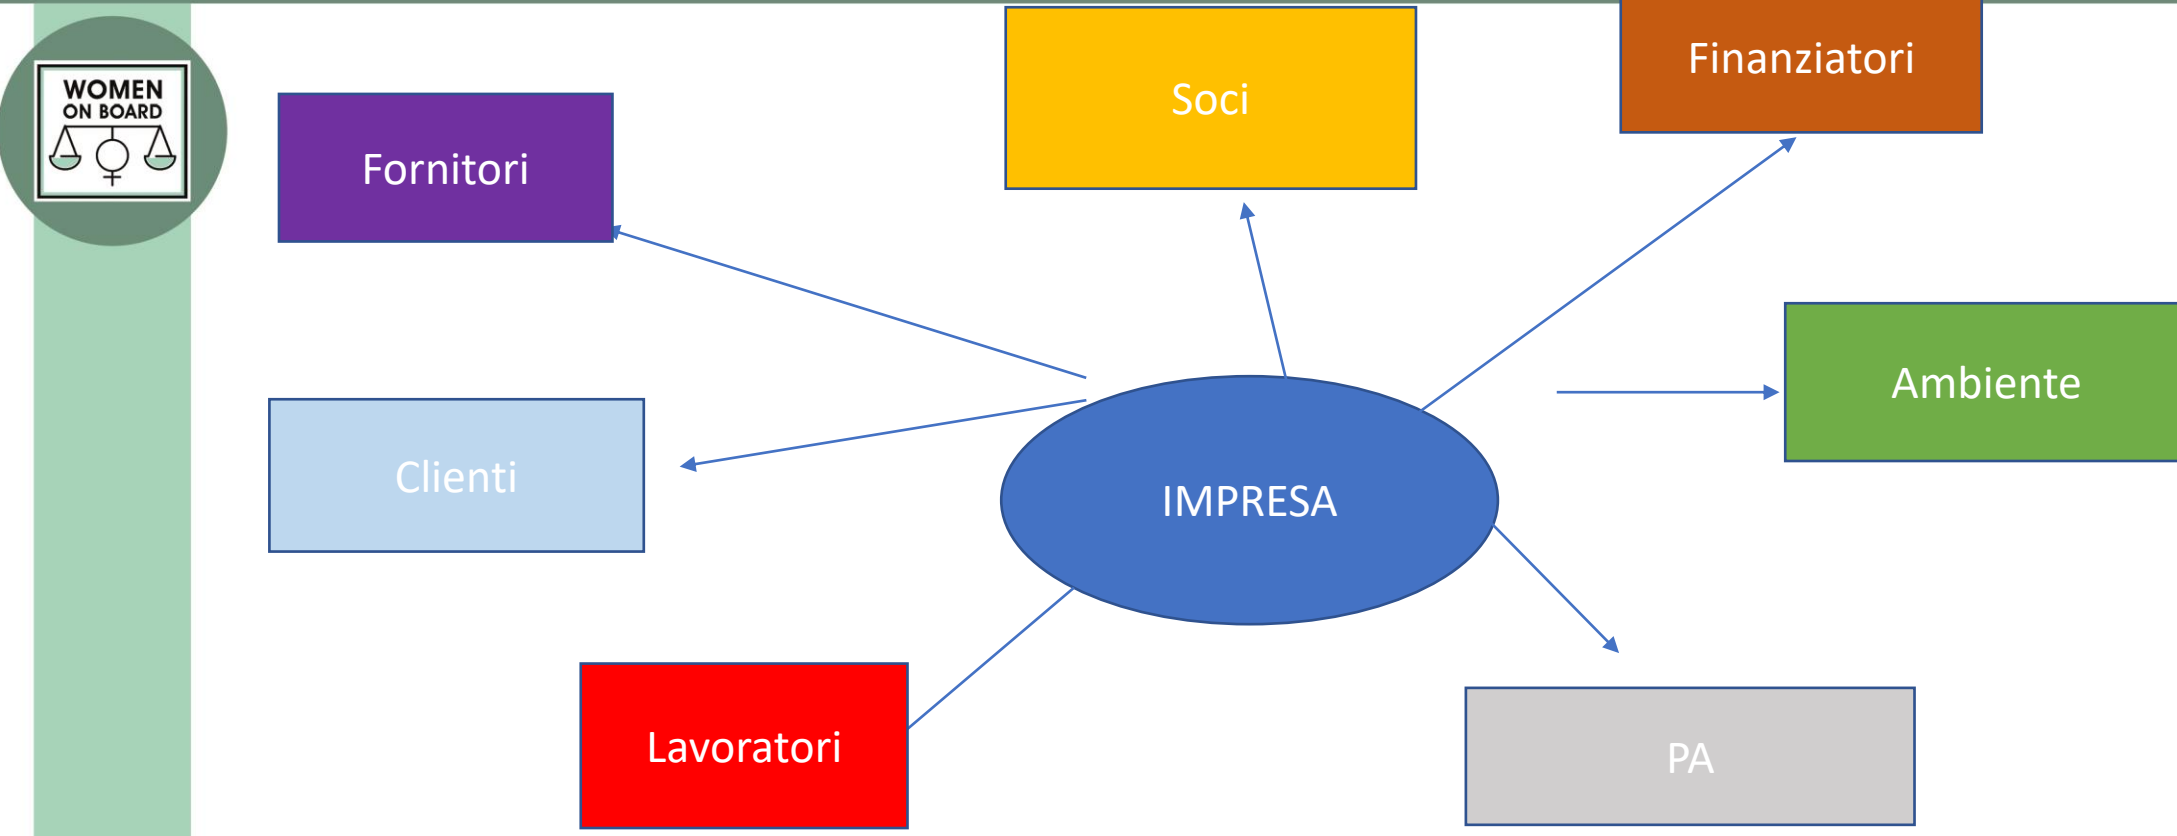 WOMEN
ON BOARD
Fornitori
Soci
Finanziatori
Ambiente
Clienti
IMPRESA
Lavoratori
PA